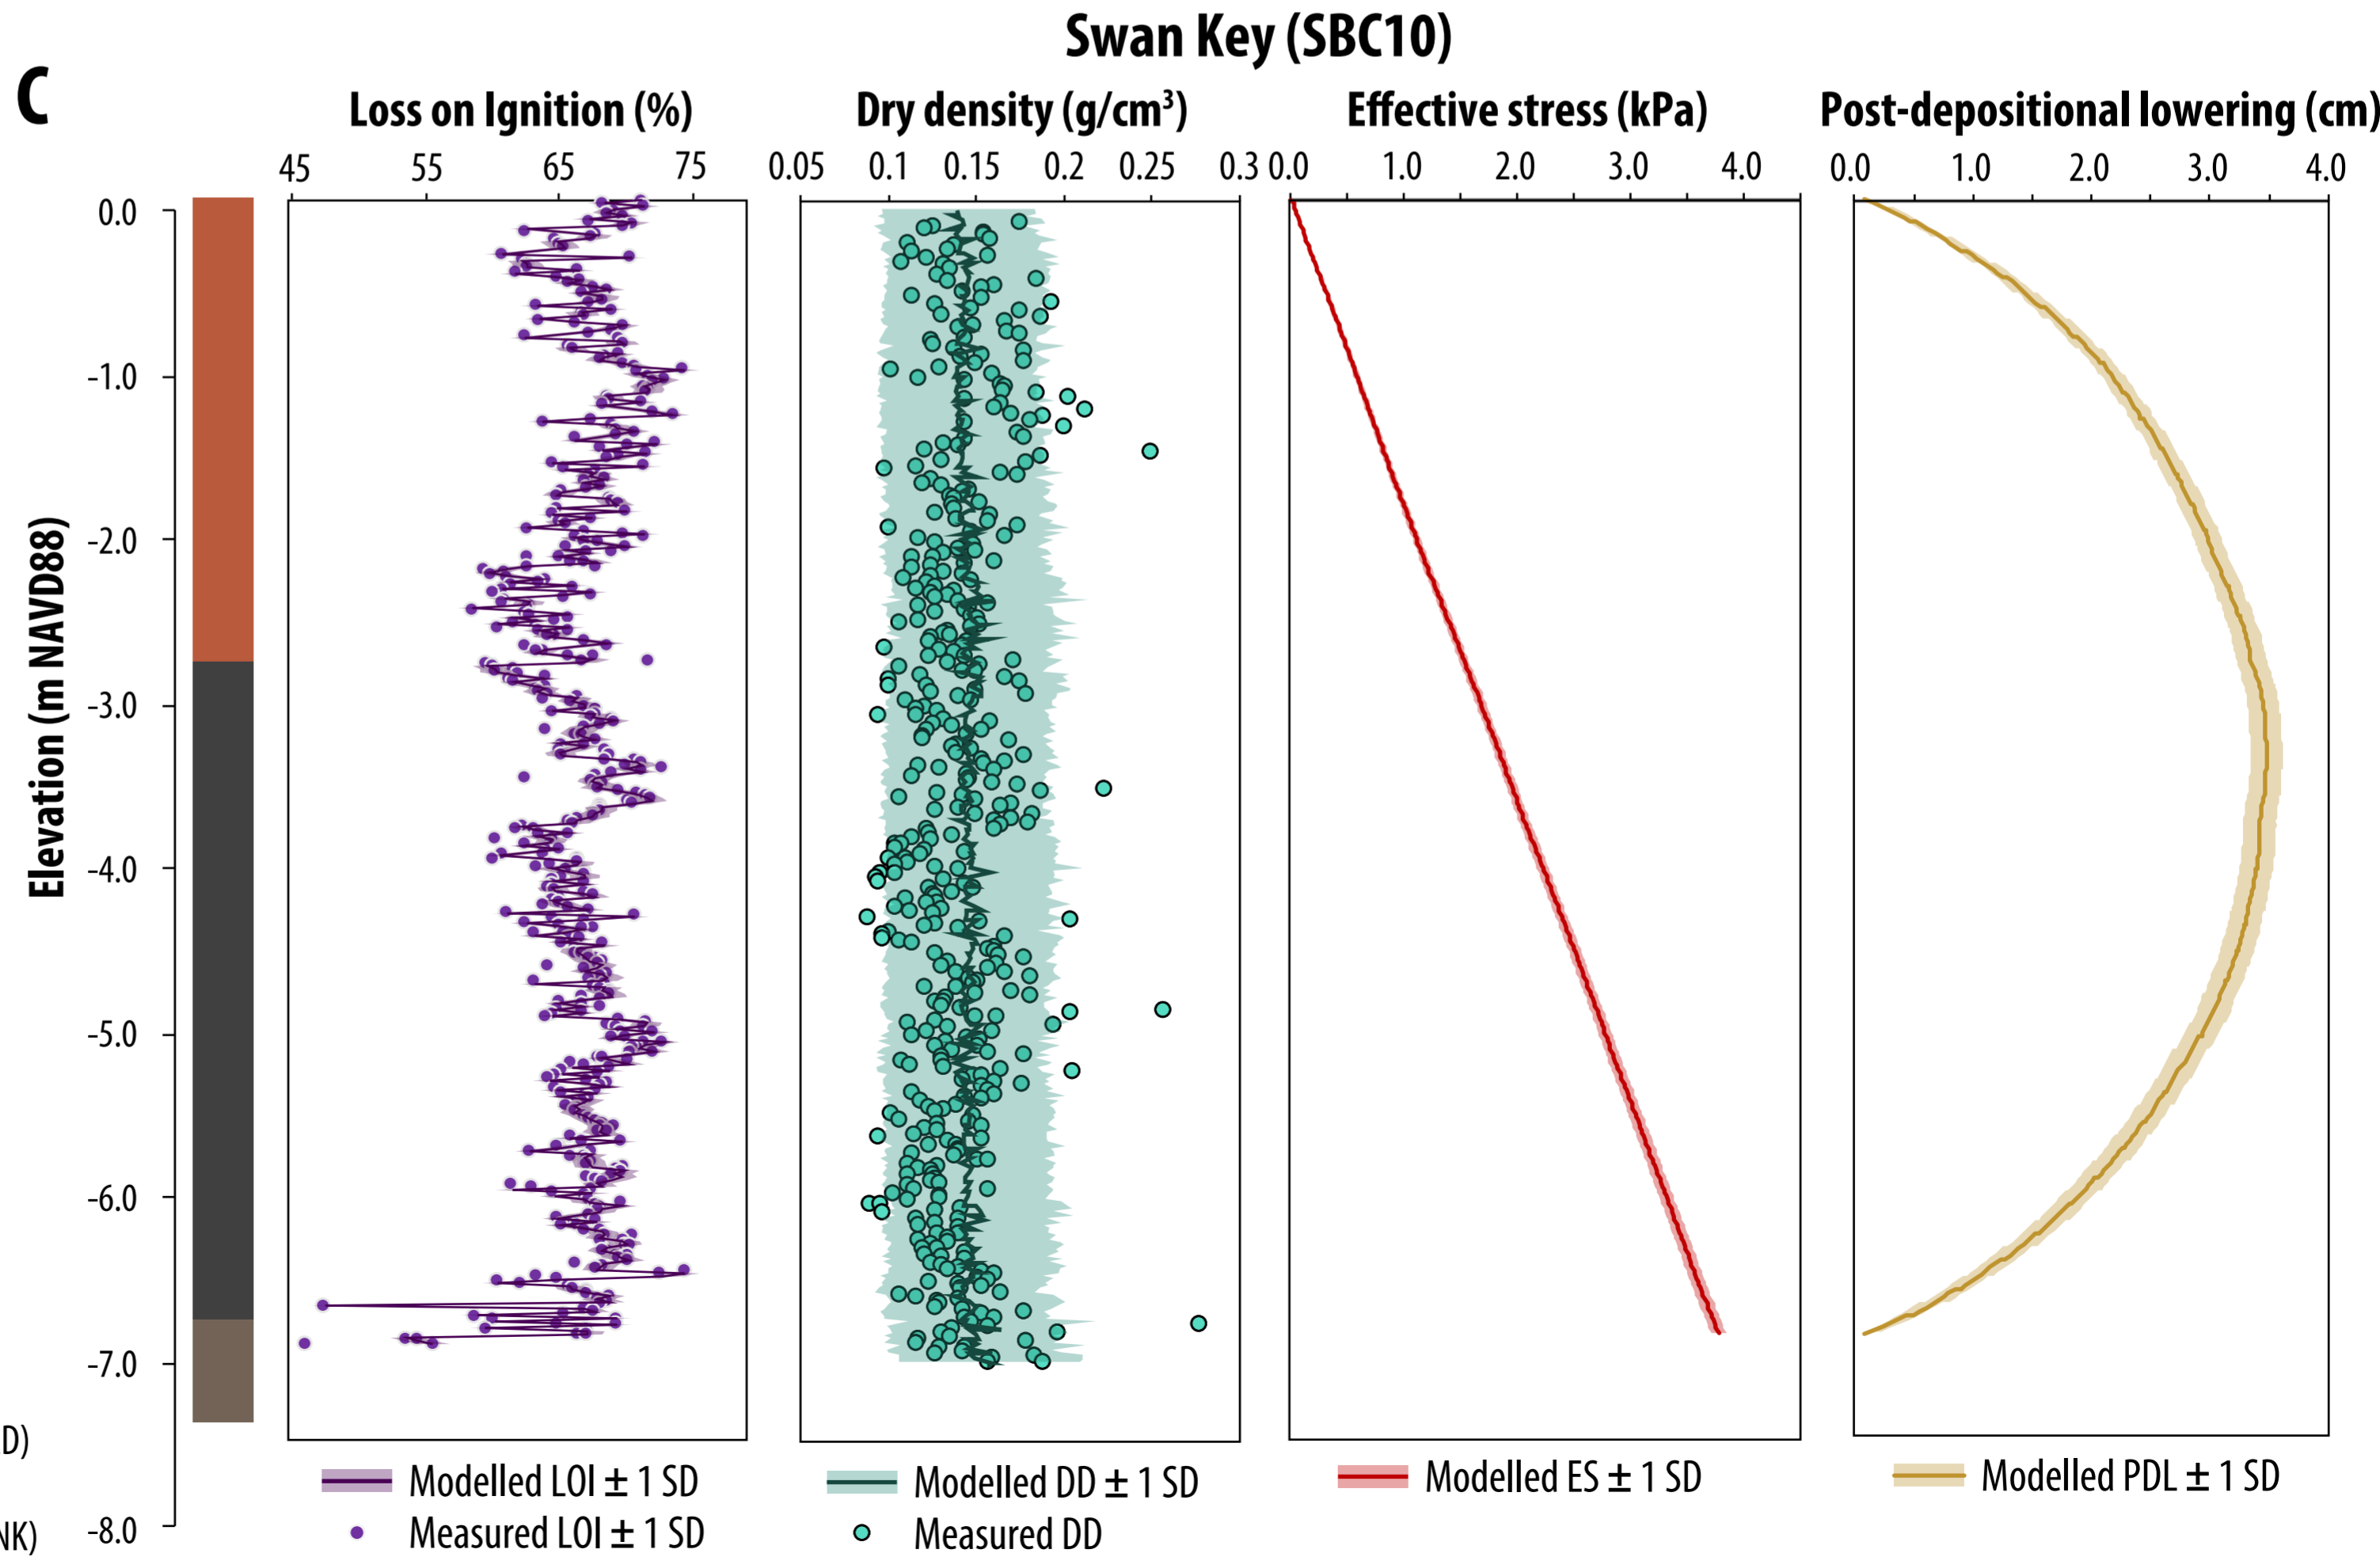 Swan Key (SBC10)
C
Loss on Ignition (%)
Dry density (g/cm³)
Effective stress (kPa)
Post-depositional lowering (cm)
45 55 65 75
0.05 0.1 0.15 0.2 0.25 0.3
0.0 1.0 2.0 3.0 4.0
0.0 1.0 2.0 3.0 4.0
Elevation (m NAVD88)
0.0
-1.0
-2.0
-3.0
-4.0
-5.0
-6.0
-7.0
-8.0
D)
NK)
Modelled LOI ± 1 SD
Measured LOI ± 1 SD
Modelled DD ± 1 SD
Measured DD
Modelled ES ± 1 SD
Modelled PDL ± 1 SD